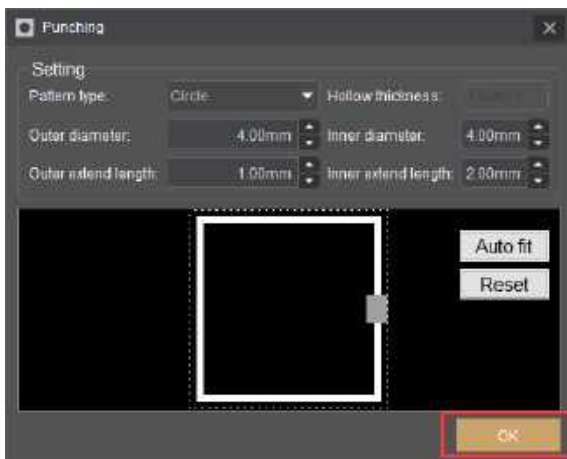 Punching
Setting
Pattern type: Circle Hollow thickness:
Outer diameter: 4.00mm Inner diameter: 4.00mm
Outer extend length: 1.00mm Inner extend length: 2.00mm
Auto fit
Reset
OK